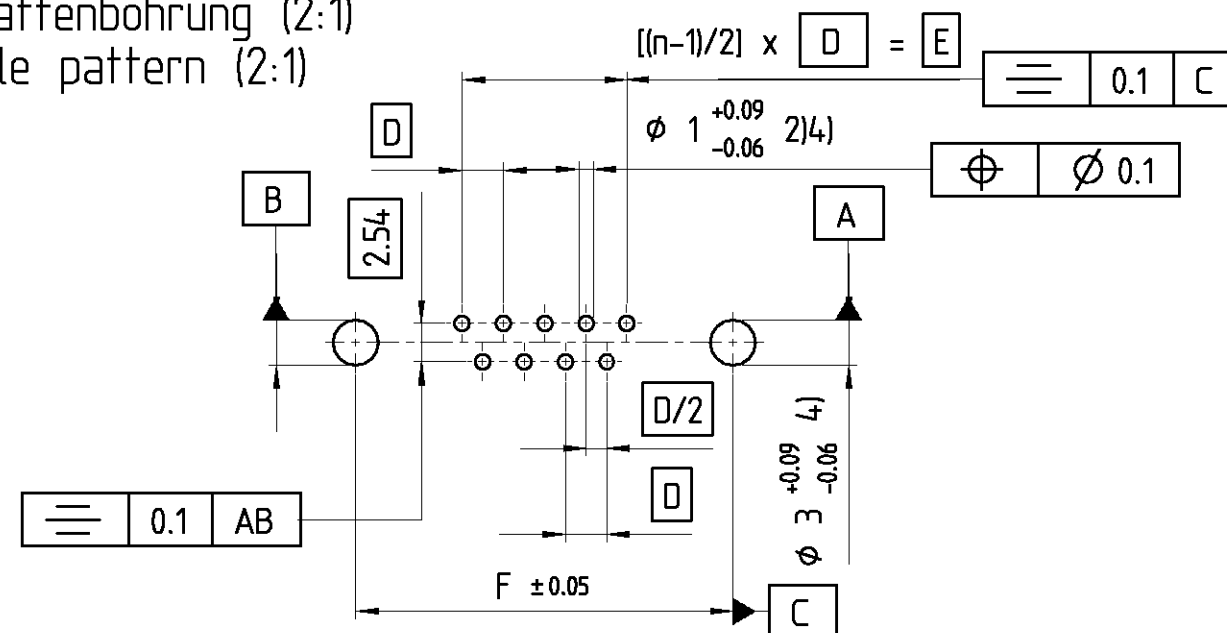 attenbohrung (2:1)
le pattern (2:1)
[(n-1)/2] x D = E
0.1 C
D
ϕ 1 +0.09 -0.06 2)4)
⌀ 0.1
B
2.54
A
D/2
D
ϕ 3 +0.09 -0.06 4)
0.1 AB
F ±0.05
C